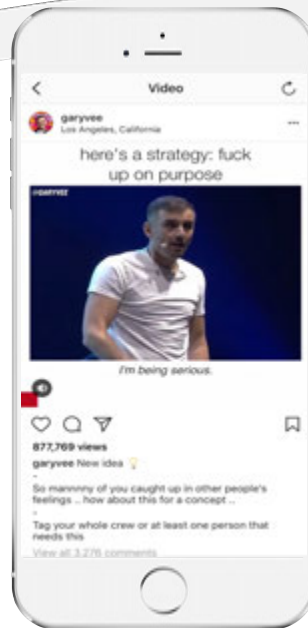 Video
garyvee
Los Angeles, California
here's a strategy: fuck
up on purpose
@GARYVEE
I'm being serious.
877,769 views
garyvee New idea 💡
-
So mannnny of you caught up in other people's
feelings .. how about this for a concept ..
-
Tag your whole crew or at least one person that
needs this
View all 3,276 comments